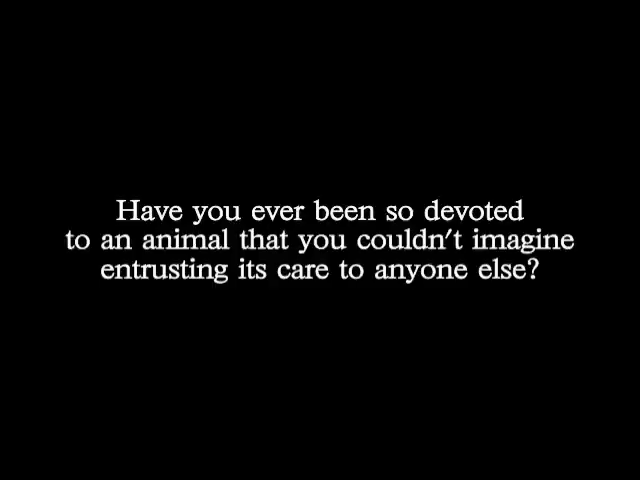 Have you ever been so devoted
to an animal that you couldn't imagine
entrusting its care to anyone else?